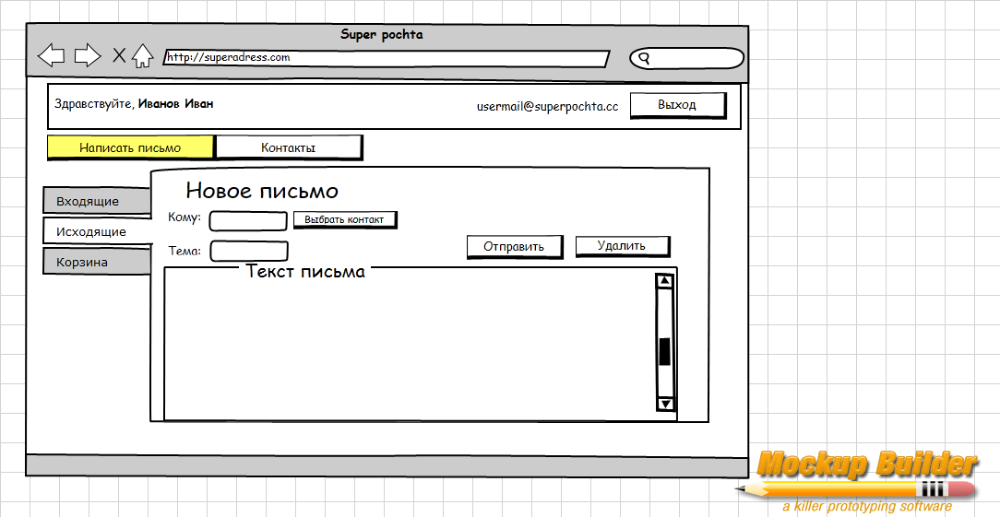 Super pochta
http://superadress.com
Здравствуйте, Иванов Иван
usermail@superpochta.cc
Выход
Написать письмо
Контакты
Входящие
Исходящие
Корзина
Новое письмо
Кому:
Выбрать контакт
Тема:
Отправить
Удалить
Текст письма
Mockup Builder
a killer prototyping software